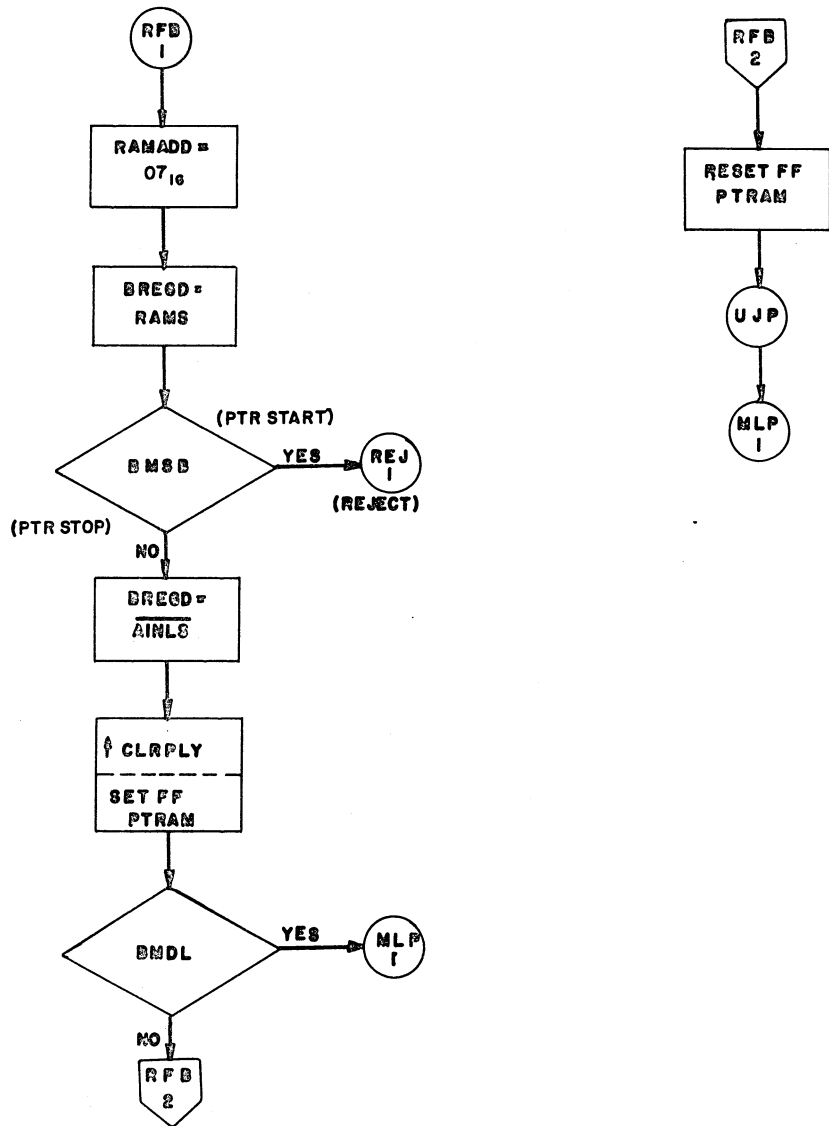 RFB
1
RAMADD =
07₁₆
BREGD =
RAMS
(PTR START)
BMSB
YES
REJ
1
(REJECT)
(PTR STOP)
NO
BREGD =
AINLS
CLRPLY
SET FF
PTRAM
BMDL
YES
MLP
1
NO
RFB
2
RFB
2
RESET FF
PTRAM
UJP
MLP
1